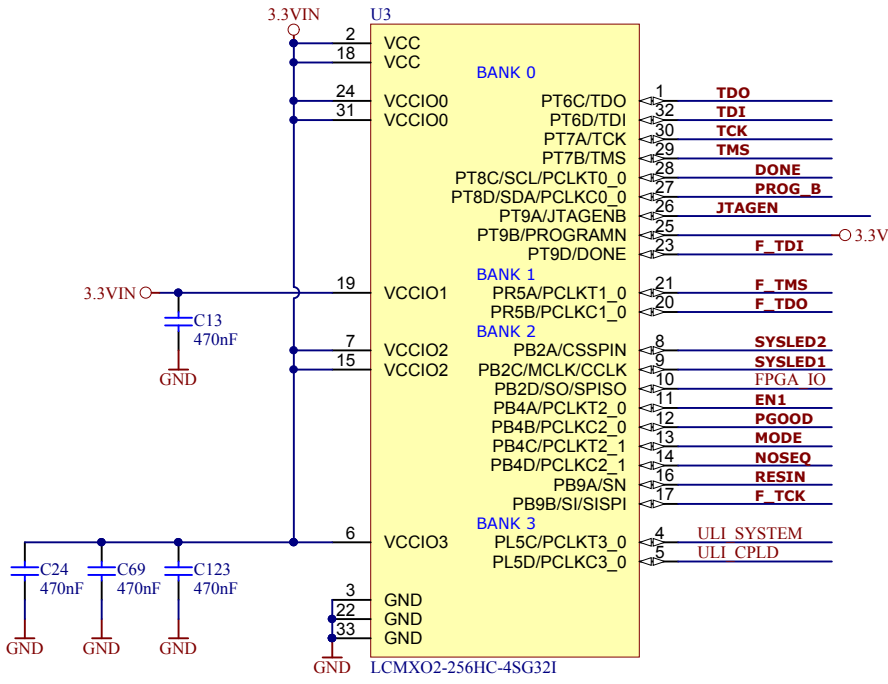 3.3VIN
U3
2 VCC
18 VCC
BANK 0
24 VCCIO0
PT6C/TDO 1 TDO
31 VCCIO0
PT6D/TDI 32 TDI
PT7A/TCK 30 TCK
PT7B/TMS 29 TMS
PT8C/SCL/PCLKT0_0 28 DONE
PT8D/SDA/PCLKC0_0 27 PROG_B
PT9A/JTAGENB 26 JTAGEN
PT9B/PROGRAMN 25 3.3V
PT9D/DONE 23 F_TDI
BANK 1
3.3VIN 19 VCCIO1
PR5A/PCLKT1_0 21 F_TMS
PR5B/PCLKC1_0 20 F_TDO
C13
470nF
GND
BANK 2
7 VCCIO2
PB2A/CSSPIN 8 SYSLED2
15 VCCIO2
PB2C/MCLK/CCLK 9 SYSLED1
PB2D/SO/SPISO 10 FPGA_IO
PB4A/PCLKT2_0 11 EN1
PB4B/PCLKC2_0 12 PGOOD
PB4C/PCLKT2_1 13 MODE
PB4D/PCLKC2_1 14 NOSEQ
PB9A/SN 16 RESIN
PB9B/SI/SISPI 17 F_TCK
BANK 3
6 VCCIO3
PL5C/PCLKT3_0 4 ULI_SYSTEM
PL5D/PCLKC3_0 5 ULI_CPLD
C24 C69 C123
470nF 470nF 470nF
GND GND GND
3 GND
22 GND
33 GND
GND
LCMXO2-256HC-4SG32I